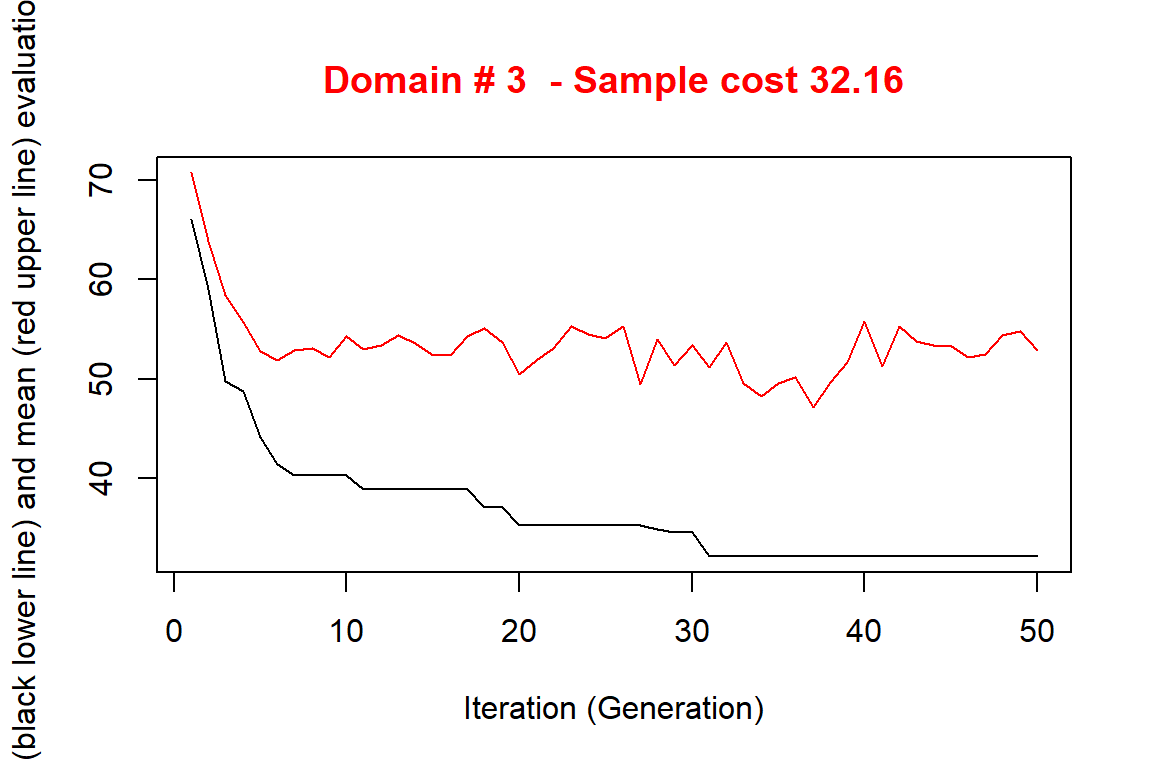 Domain # 3  - Sample cost 32.16
(black lower line) and mean (red upper line) evaluatio
70
60
50
40
0 10 20 30 40 50
Iteration (Generation)